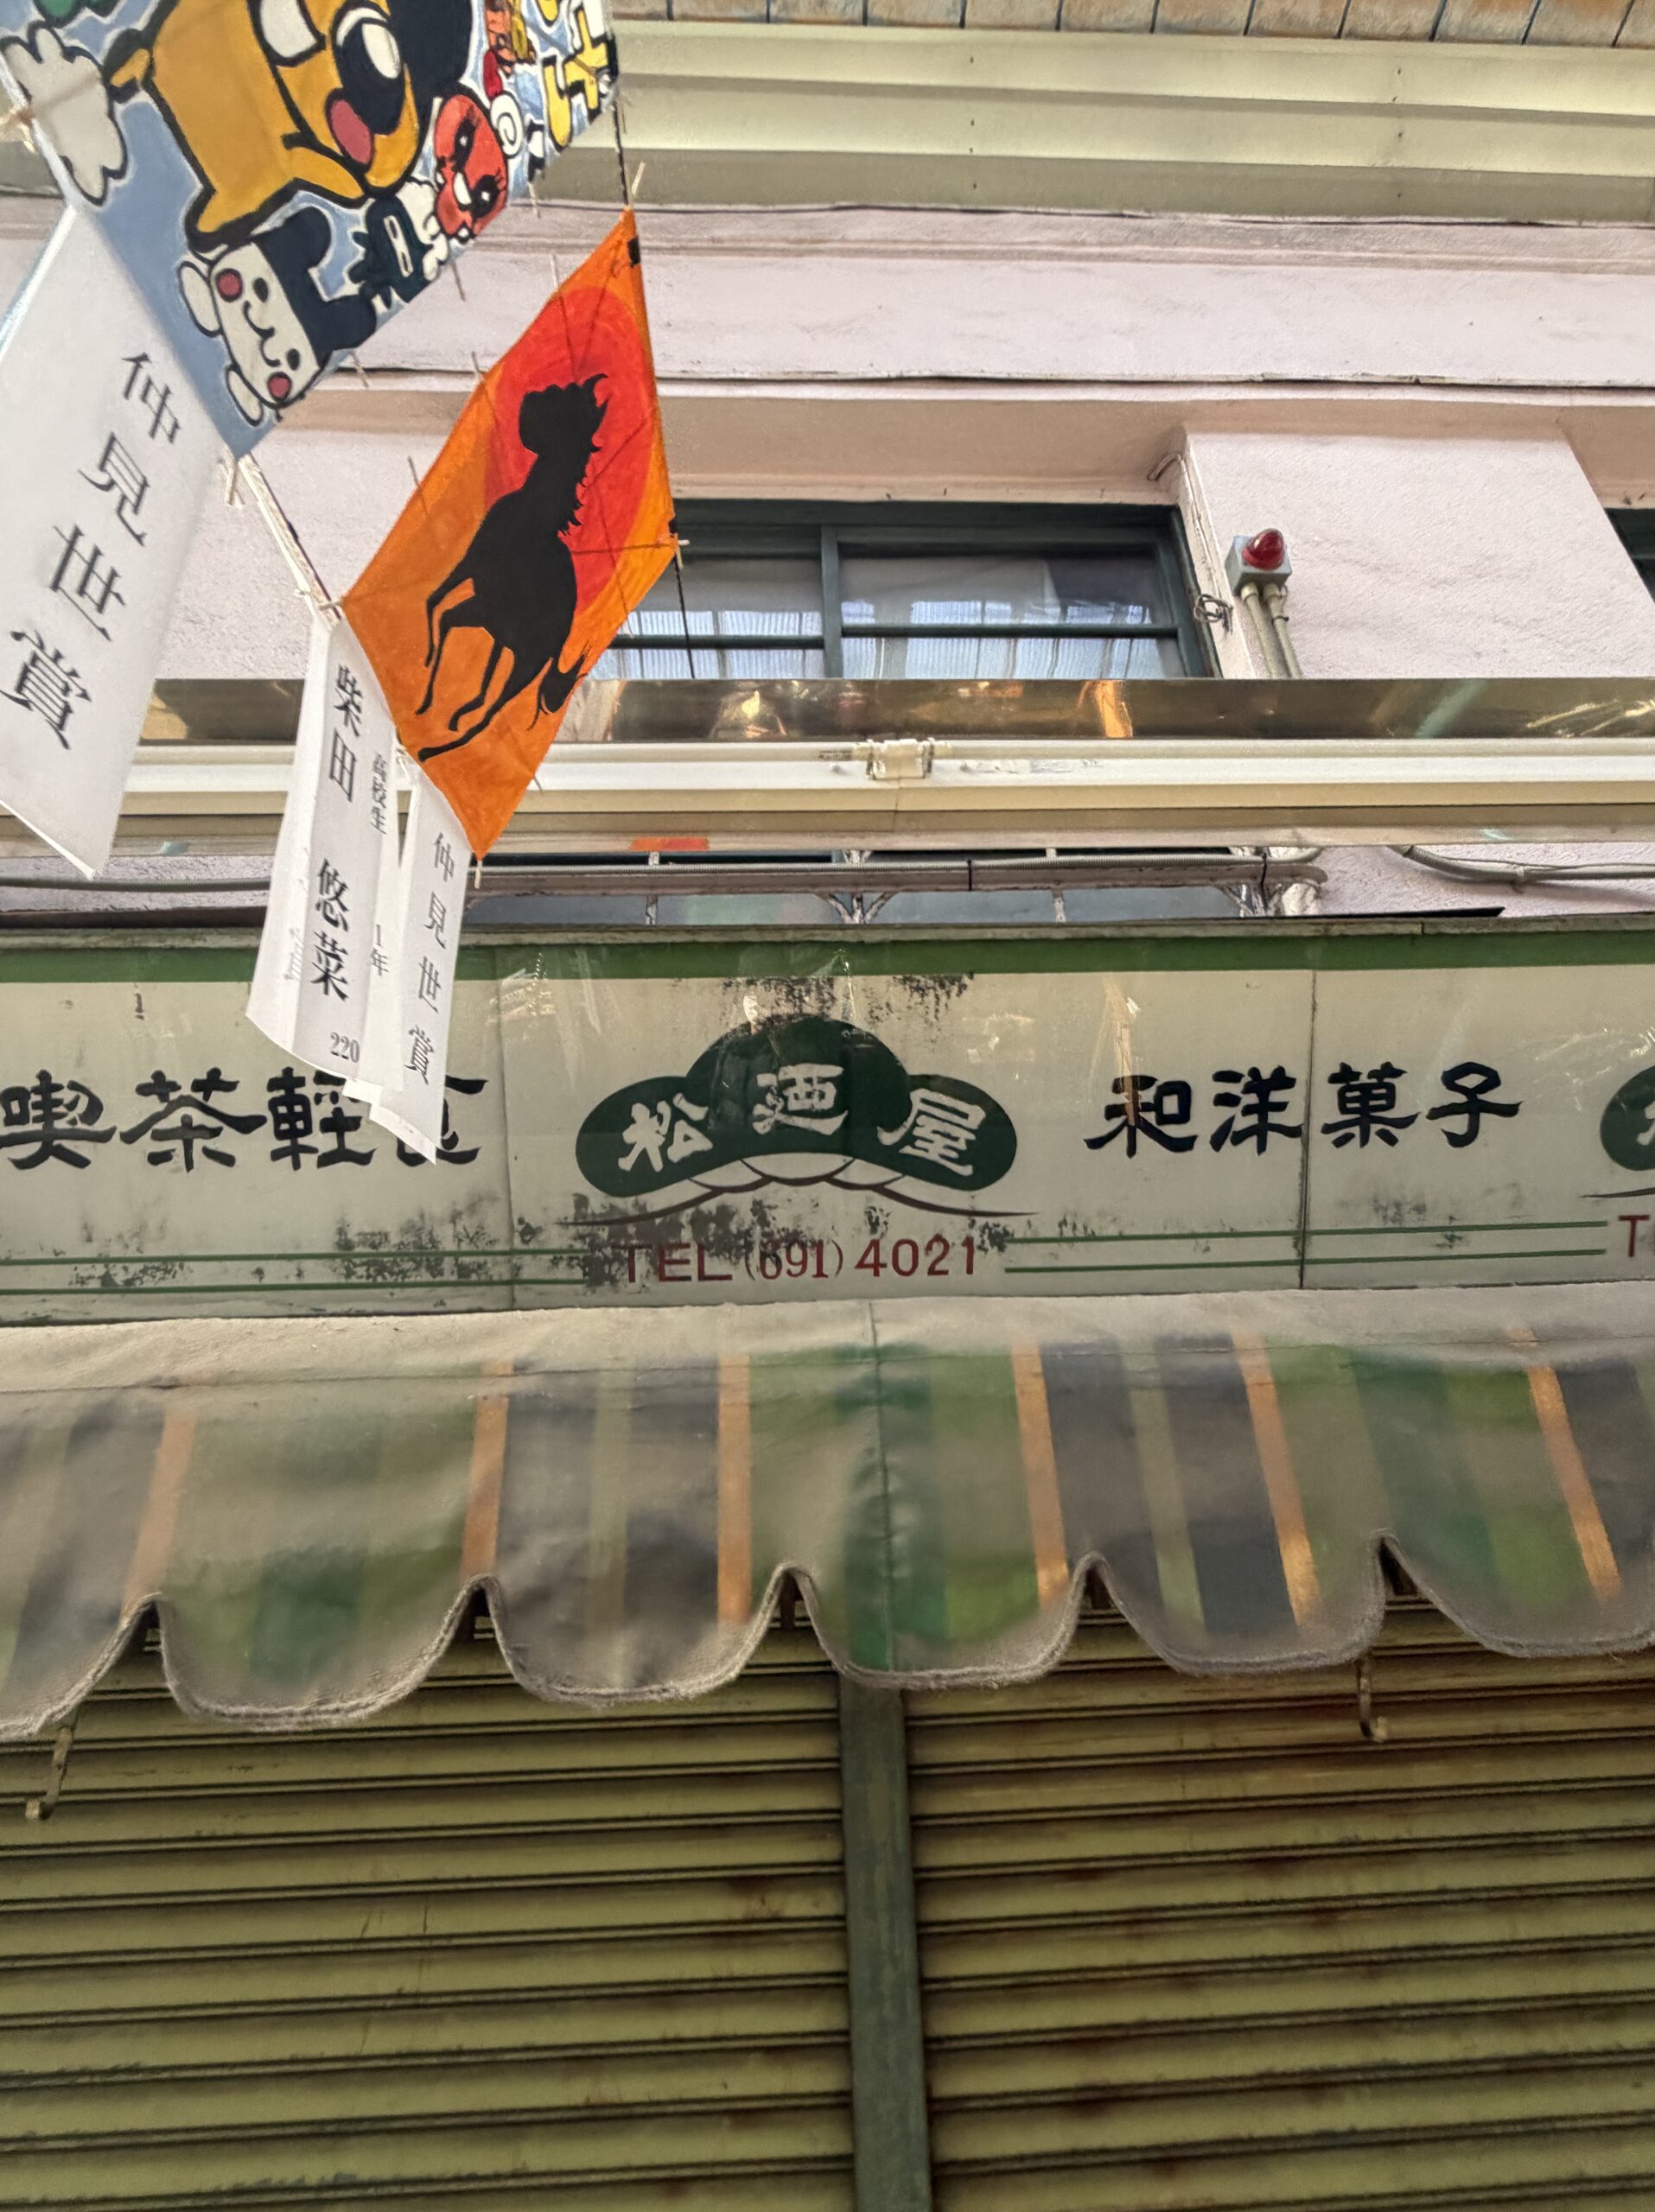 仲見世賞
柴田 悠菜
高校生 1年
220
仲見世賞
喫茶軽食
松廼屋
和洋菓子
TEL (691) 4021